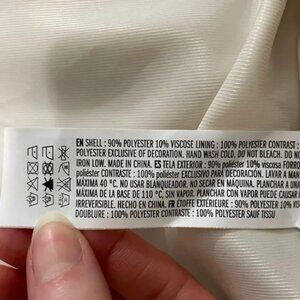 EN SHELL : 90% POLYESTER 10% VISCOSE LINING : 100% POLYESTER CONTRAST :
POLYESTER EXCLUSIVE OF DECORATION. HAND WASH COLD. DO NOT BLEACH. DO NO
IRON LOW. MADE IN CHINA. ES TELA EXTERIOR : 90% poliéster 10% viscosa FORRO
poliéster CONTRASTE : 100% poliéster EXCLUSIVO PARA DECORACIÓN. LAVAR A MAN
MÁXIMA 40 °C. NO USAR BLANQUEADOR. NO SECAR EN MÁQUINA. PLANCHAR A UNA
MÁXIMA DE LA BASE DE 110 °C, SIN VAPOR. PLANCHAR CON VAPOR PUEDE CAUSAR D
IRREVERSIBLE. HECHO EN CHINA. FR ÉTOFFE EXTÉRIEURE : 90% POLYESTER 10% VIS
DOUBLURE : 100% POLYESTER CONTRASTE : 100% POLYESTER SAUF TISSU